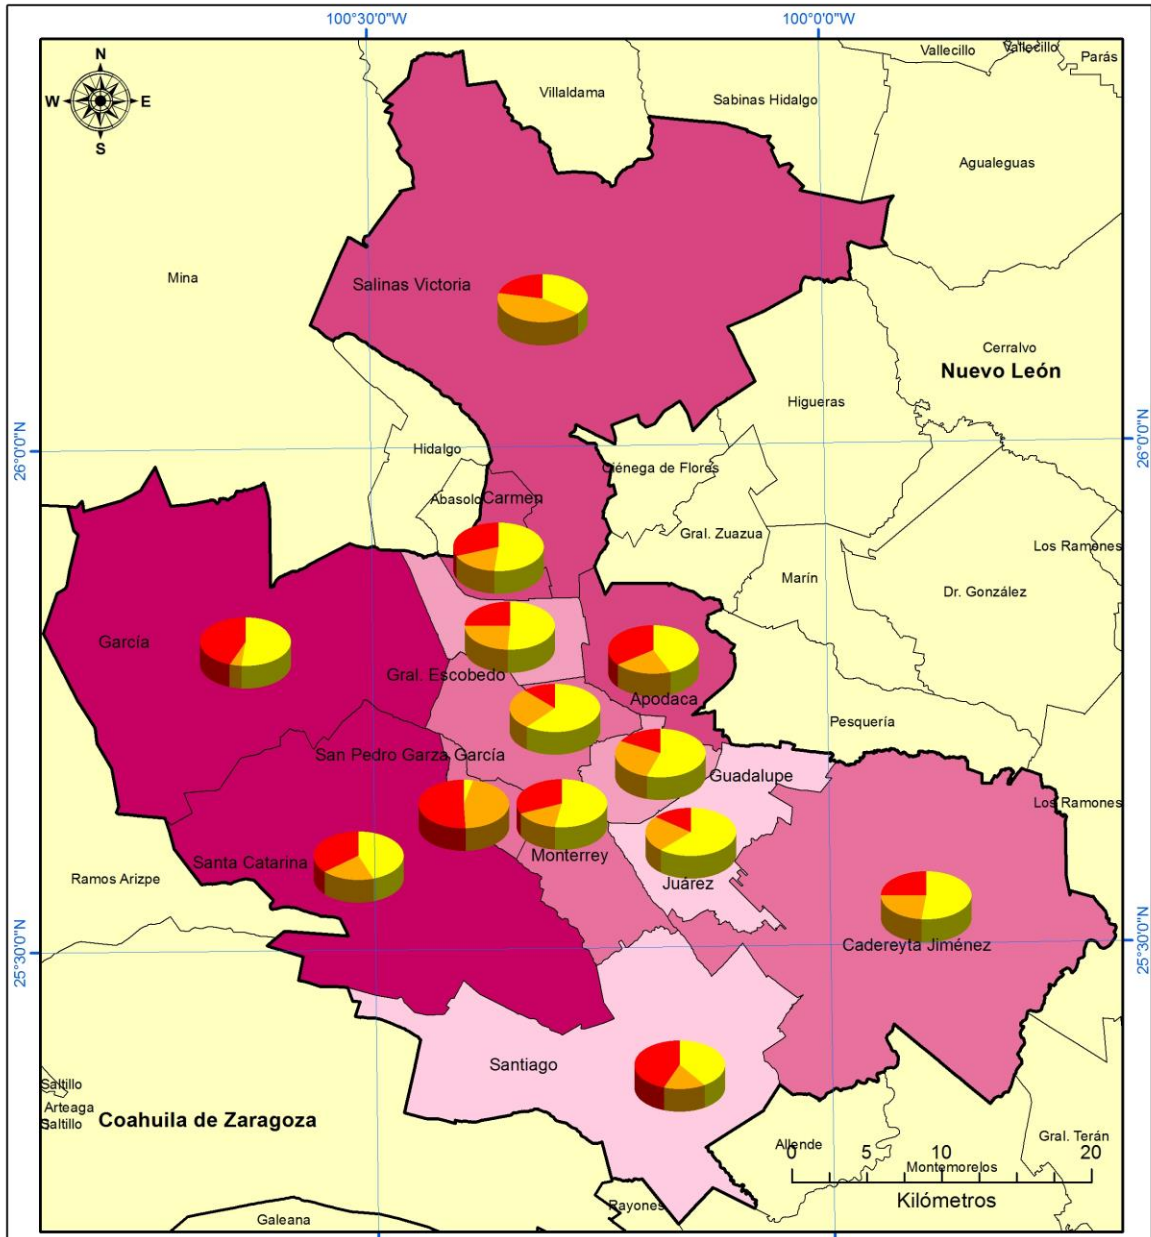 100°30'0"W
100°0'0"W
N
W
E
S
Villaldama
Sabinas Hidalgo
Vallecillo
Vallecillo
Parás
Agualeguas
Mina
Salinas Victoria
Cerralvo
Nuevo León
Higueras
26°0'0"N
26°0'0"N
Hidalgo
Ciénega de Flores
Abasolo
Carmen
Gral. Zuazua
Los Ramones
Marín
Dr. González
García
Gral. Escobedo
Apodaca
Pesquería
San Pedro Garza García
Guadalupe
Los Ramones
Monterrey
Santa Catarina
Juárez
Ramos Arizpe
Cadereyta Jiménez
25°30'0"N
25°30'0"N
Santiago
Saltillo
Arteaga
Saltillo
Coahuila de Zaragoza
Allende
Gral. Terán
0
5
10
20
Montemorelos
Kilómetros
Rayones
Galeana